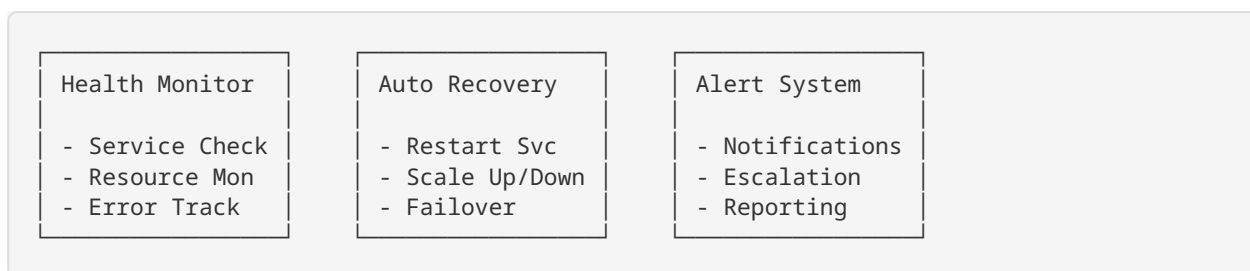 Health Monitor Auto Recovery Alert System
- Service Check - Restart Svc - Notifications
- Resource Mon - Scale Up/Down - Escalation
- Error Track - Failover - Reporting